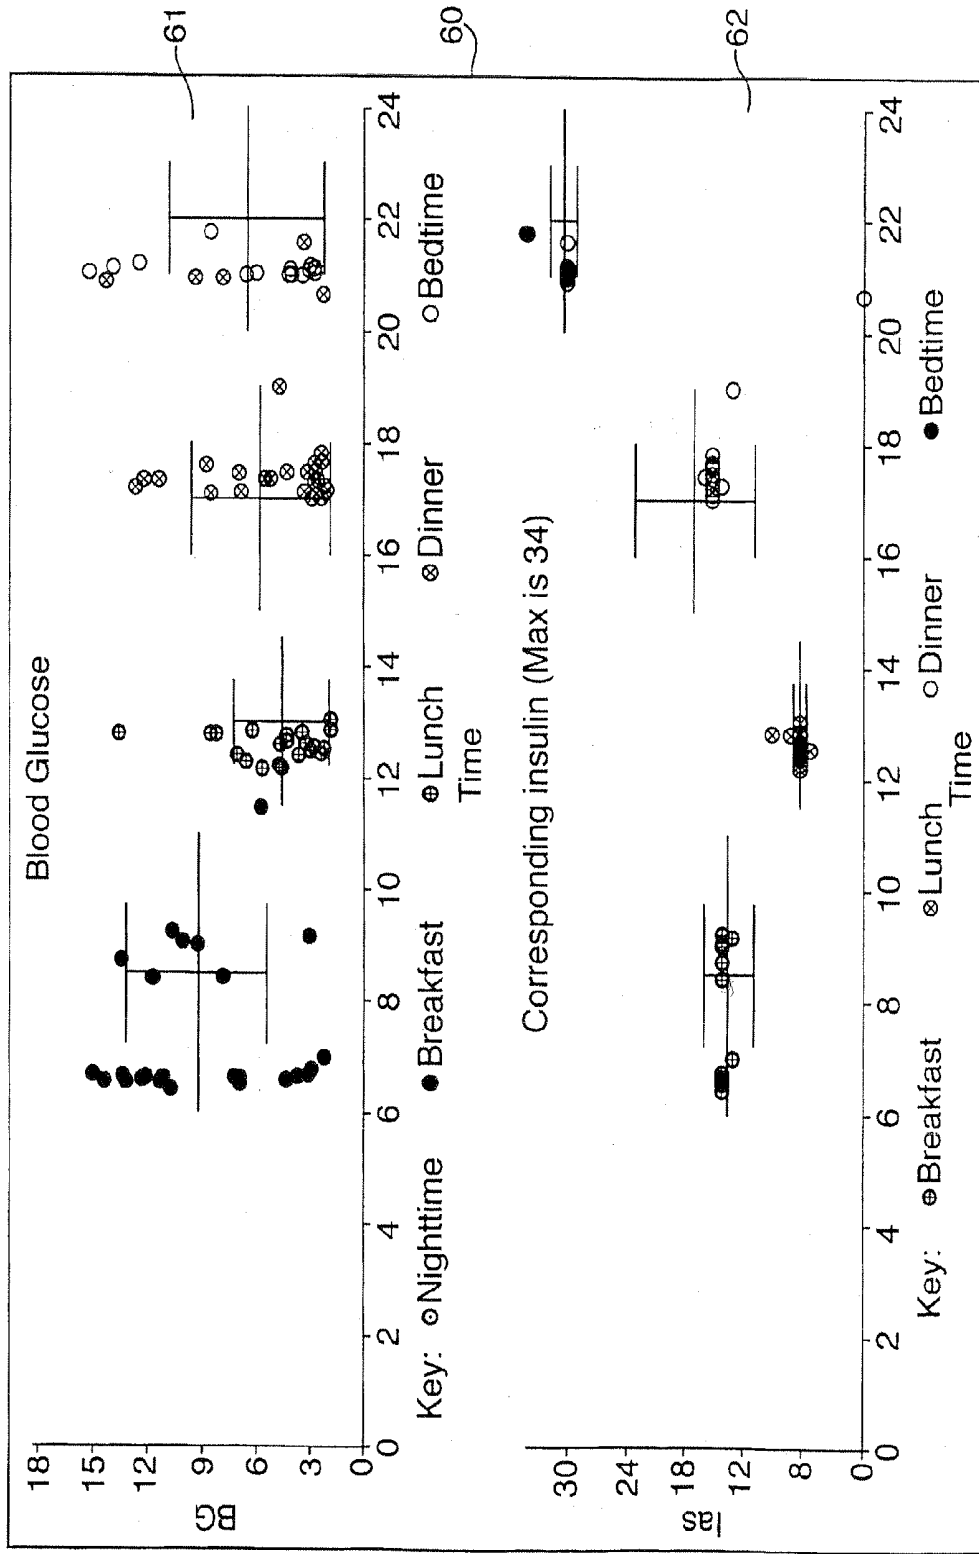 Blood Glucose
61
BG
18
15
12
9
6
3
0
0 2 4 6 8 10 12 14 16 18 20 22 24
Key: Nighttime Breakfast Lunch Dinner Bedtime
Time
60
Corresponding insulin (Max is 34)
62
Ias
30
24
18
12
8
0
0 2 4 6 8 10 12 14 16 18 20 22 24
Key: Breakfast Lunch Dinner Bedtime
Time